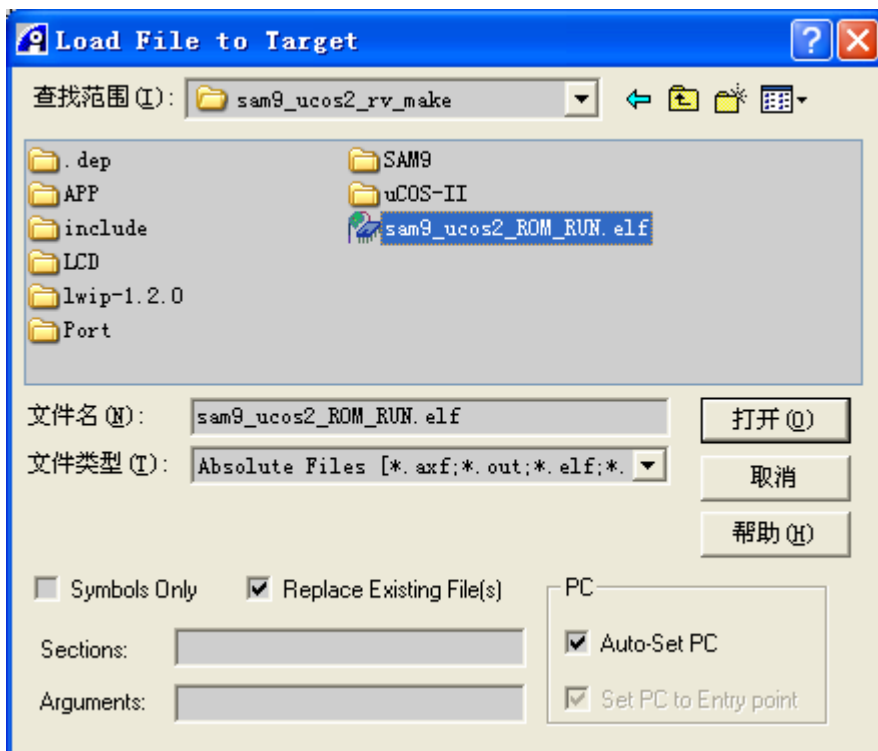 Load File to Target
查找范围(I): sam9_ucos2_rv_make
.dep
APP
include
LCD
lwip-1.2.0
Port
SAM9
uCOS-II
sam9_ucos2_ROM_RUN.elf
文件名(N): sam9_ucos2_ROM_RUN.elf 打开(O)
文件类型(T): Absolute Files [*.axf;*.out;*.elf;*. 取消
帮助(H)
Symbols Only Replace Existing File(s) PC
Sections: Auto-Set PC
Arguments: Set PC to Entry point